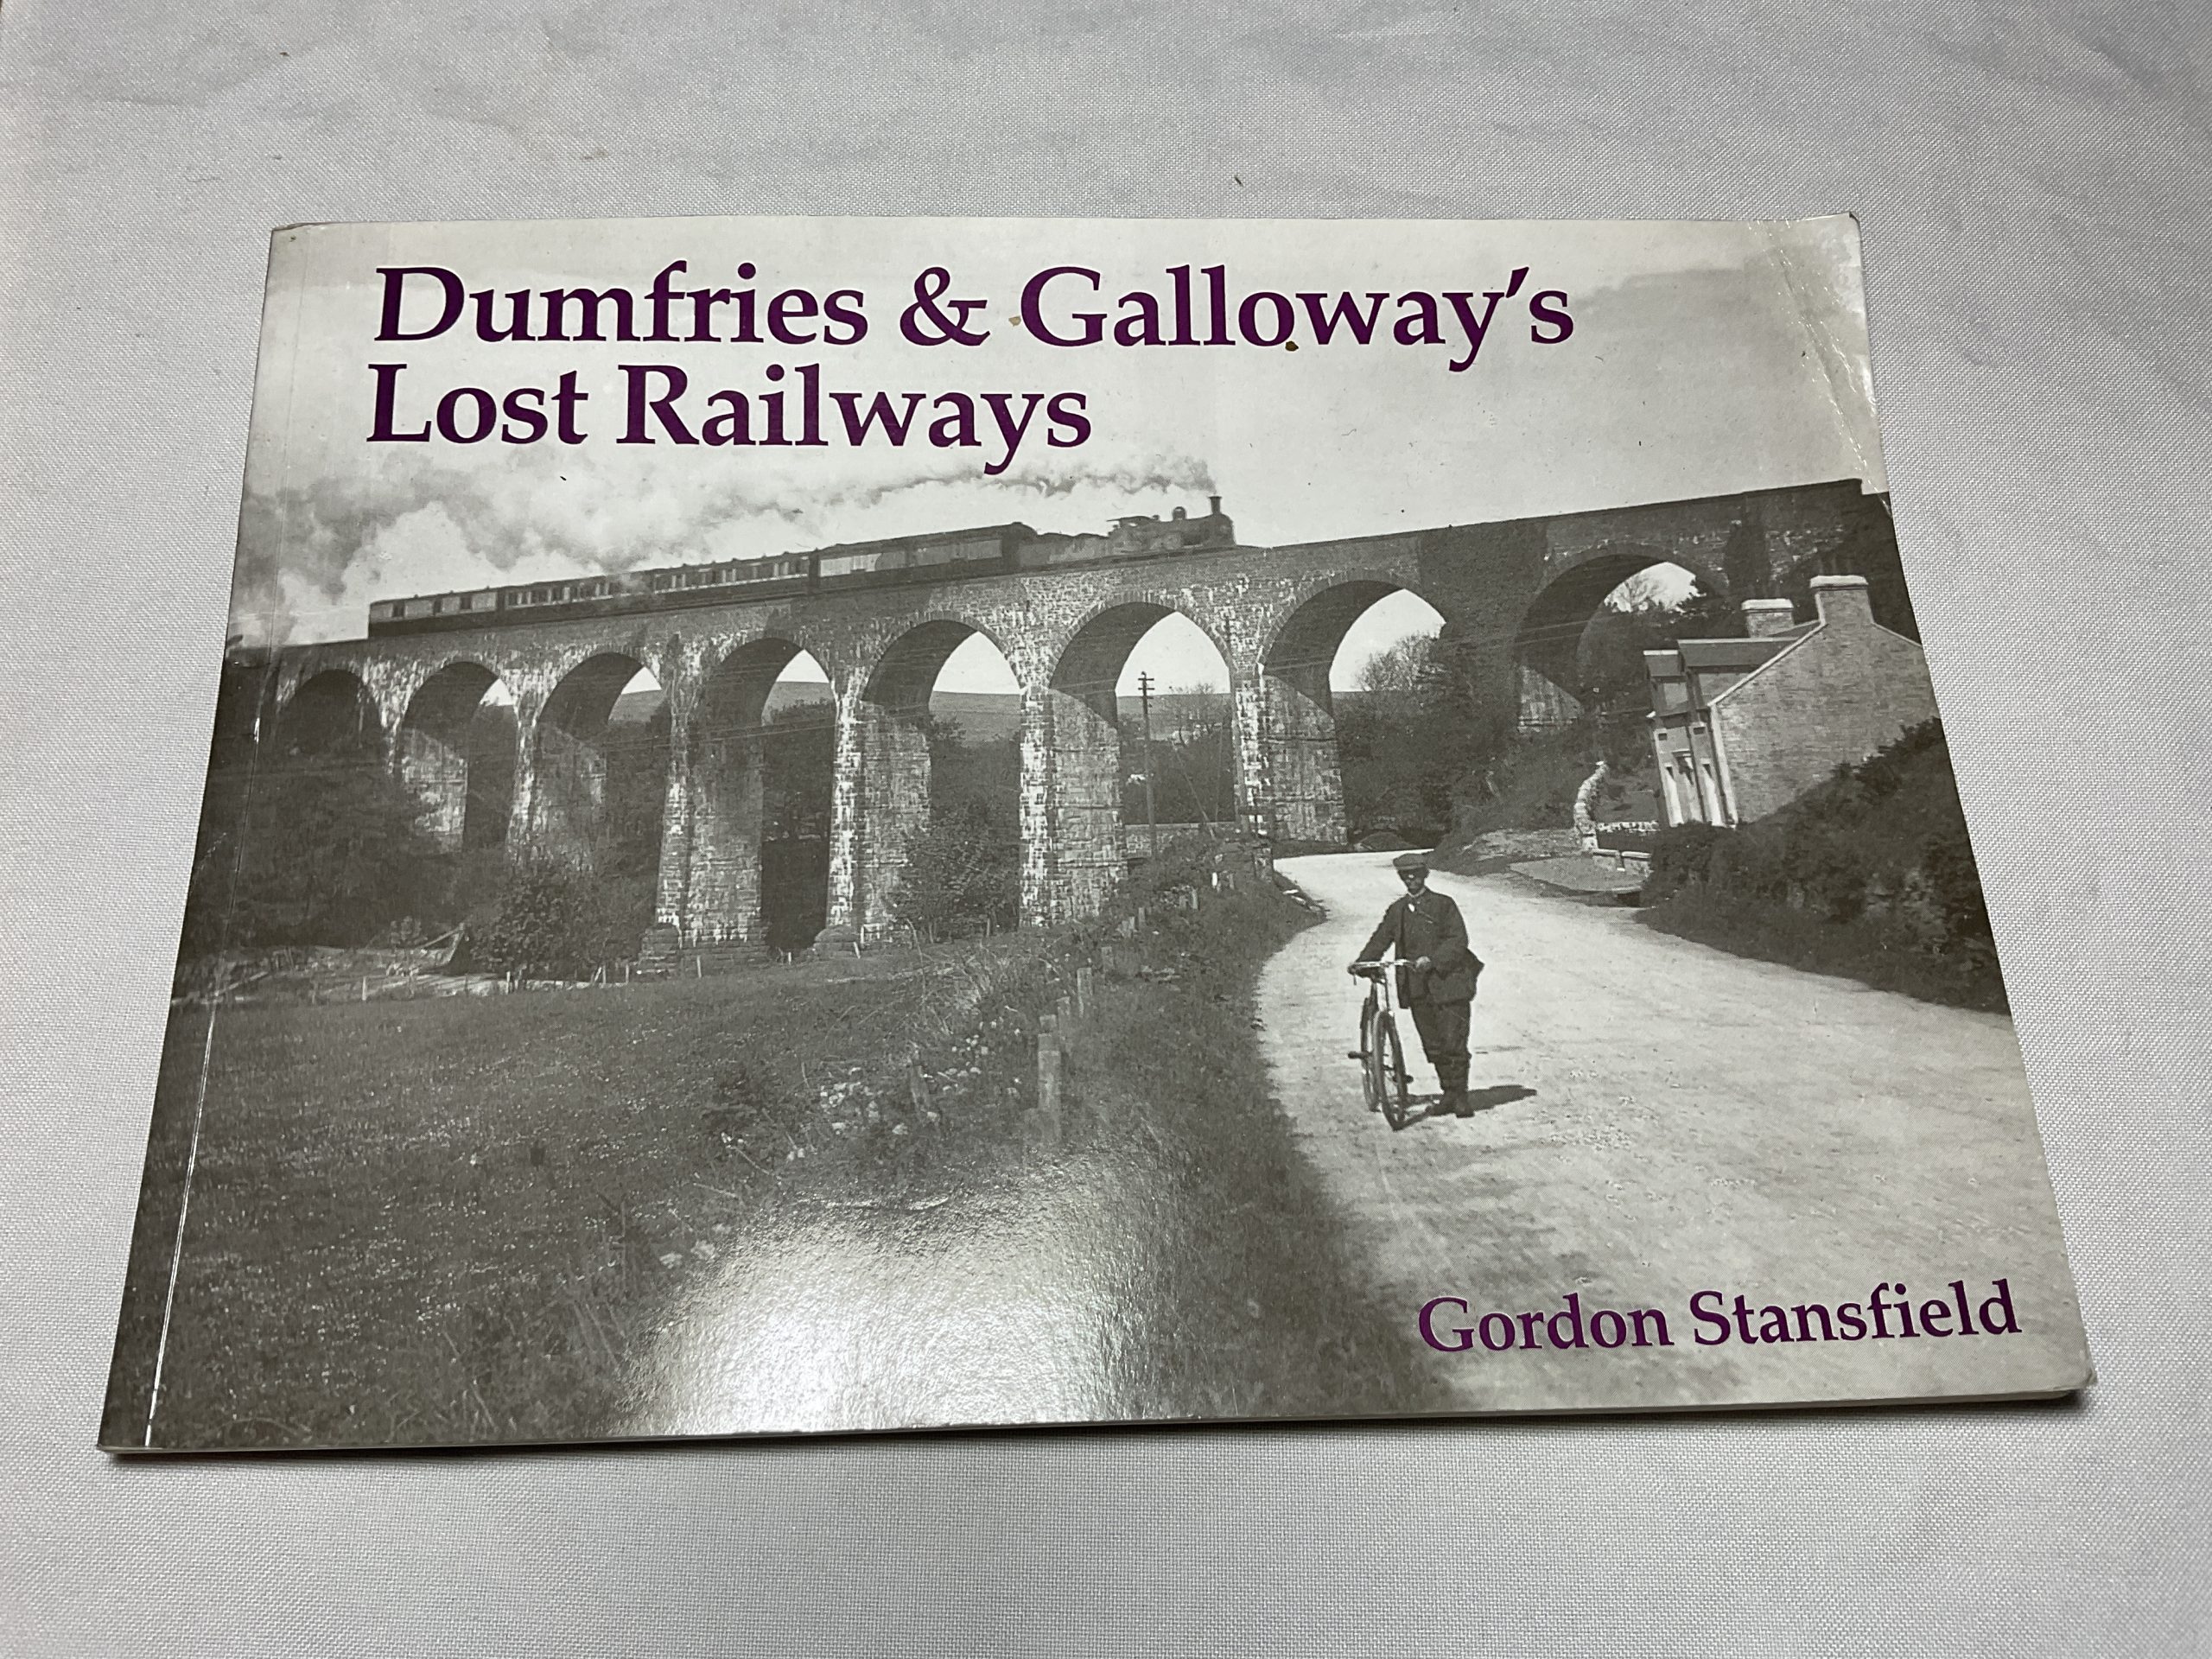 Dumfries & Galloway's
Lost Railways
Gordon Stansfield